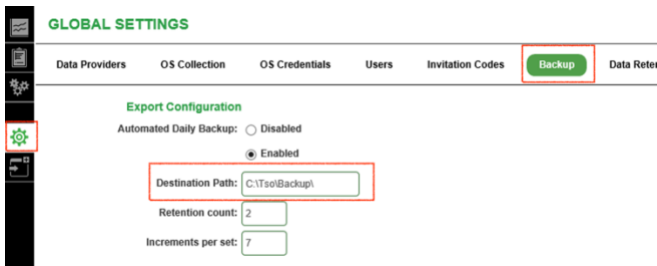 GLOBAL SETTINGS
Data Providers OS Collection OS Credentials Users Invitation Codes Backup Data Reten
Export Configuration
Automated Daily Backup: Disabled
Enabled
Destination Path: C:\Tso\Backup\
Retention count: 2
Increments per set: 7